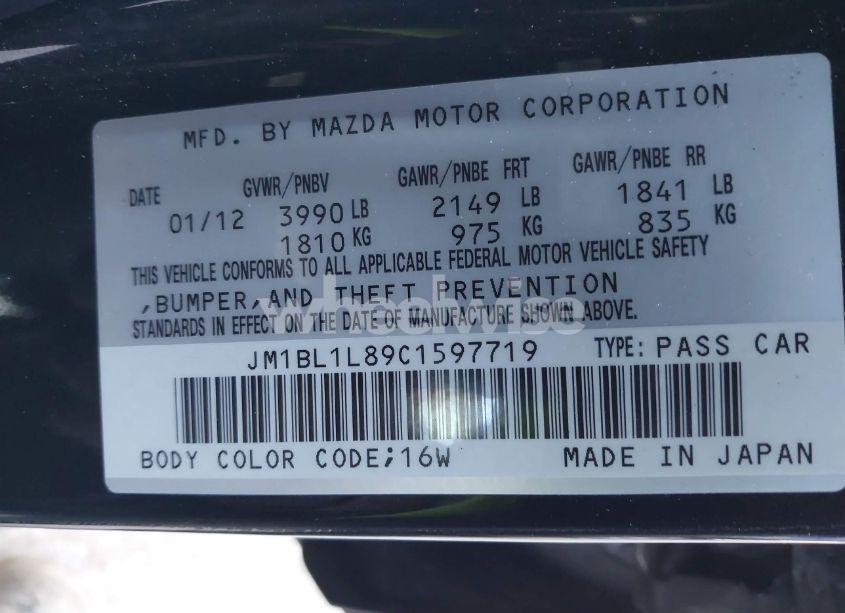 MFD. BY MAZDA MOTOR CORPORATION
DATE GVWR/PNBV GAWR/PNBE FRT GAWR/PNBE RR
01/12 3990 LB 2149 LB 1841 LB
1810 KG 975 KG 835 KG
THIS VEHICLE CONFORMS TO ALL APPLICABLE FEDERAL MOTOR VEHICLE SAFETY
,BUMPER,AND THEFT PREVENTION
STANDARDS IN EFFECT ON THE DATE OF MANUFACTURE SHOWN ABOVE.
wheelwise
JM1BL1L89C1597719 TYPE: PASS CAR
BODY COLOR CODE;16W MADE IN JAPAN